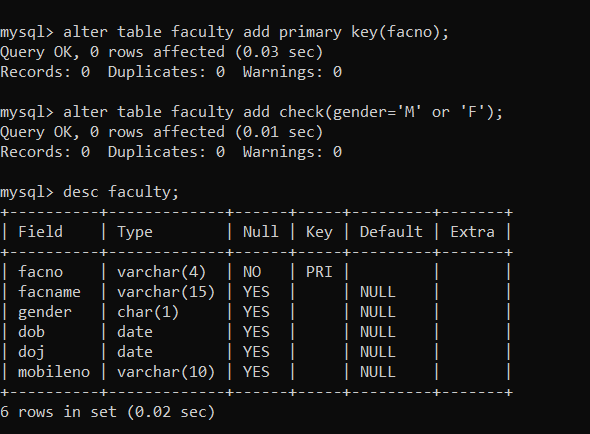 mysql> alter table faculty add primary key(facno);
Query OK, 0 rows affected (0.03 sec)
Records: 0  Duplicates: 0  Warnings: 0

mysql> alter table faculty add check(gender='M' or 'F');
Query OK, 0 rows affected (0.01 sec)
Records: 0  Duplicates: 0  Warnings: 0

mysql> desc faculty;
+----------+-------------+------+-----+---------+-------+
| Field    | Type        | Null | Key | Default | Extra |
+----------+-------------+------+-----+---------+-------+
| facno    | varchar(4)  | NO   | PRI |         |       |
| facname  | varchar(15) | YES  |     | NULL    |       |
| gender   | char(1)     | YES  |     | NULL    |       |
| dob      | date        | YES  |     | NULL    |       |
| doj      | date        | YES  |     | NULL    |       |
| mobileno | varchar(10) | YES  |     | NULL    |       |
+----------+-------------+------+-----+---------+-------+
6 rows in set (0.02 sec)